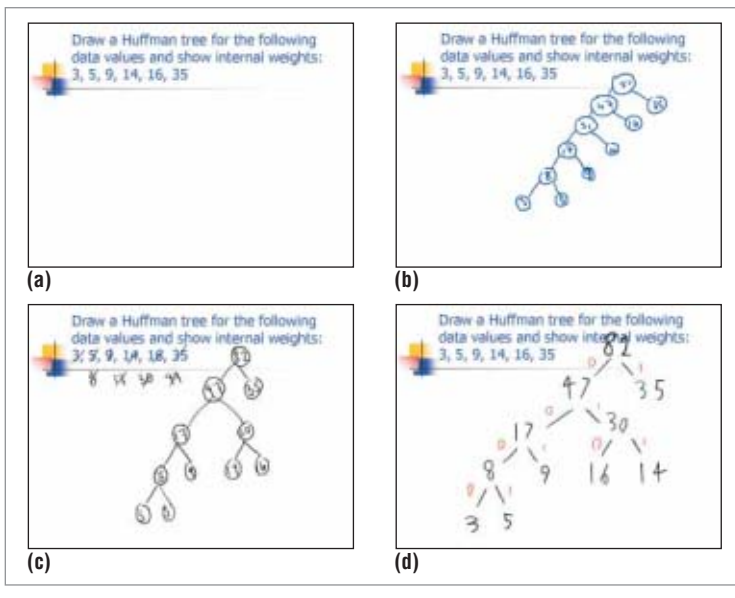 Draw a Huffman tree for the following
data values and show internal weights:
3, 5, 9, 14, 16, 35
(a)
Draw a Huffman tree for the following
data values and show internal weights:
3, 5, 9, 14, 16, 35
47 18
8
(b)
Draw a Huffman tree for the following
data values and show internal weights:
3, 5, 9, 14, 35
8
47
17
9
(c)
Draw a Huffman tree for the following
data values and show internal weights:
3, 5, 9, 14, 16, 35
82
0 1
47 35
0 1
17 30
0 1 0 1
8 9 16 14
0 1
3 5
(d)